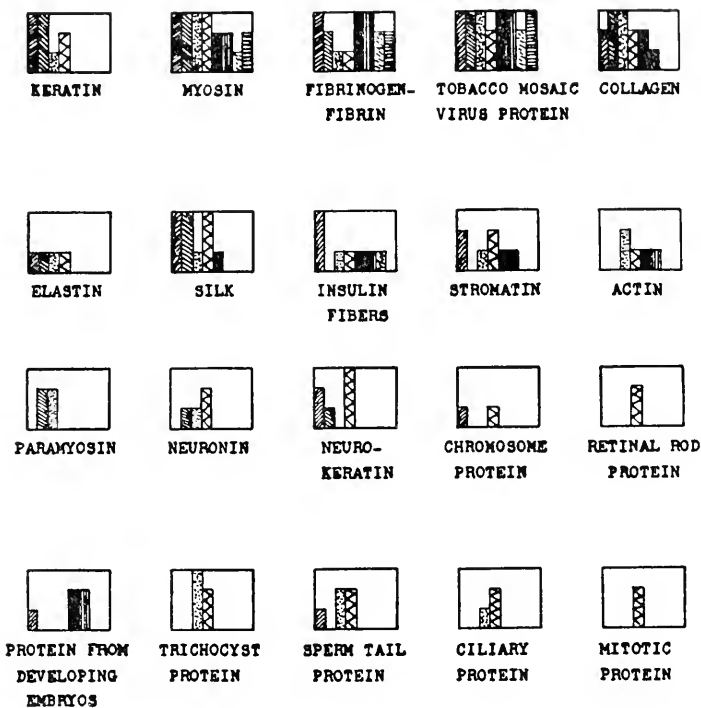 KERATIN
MYOSIN
FIBRINOGEN-
FIBRIN
TOBACCO MOSAIC
VIRUS PROTEIN
COLLAGEN
ELASTIN
SILK
INSULIN
FIBERS
STROMATIN
ACTIN
PARAMYOSIN
NEURONIN
NEURO-
KERATIN
CHROMOSOME
PROTEIN
RETINAL ROD
PROTEIN
PROTEIN FROM
DEVELOPING
EMBRYOS
TRICHOCYST
PROTEIN
SPERM TAIL
PROTEIN
CILIARY
PROTEIN
MITOTIC
PROTEIN